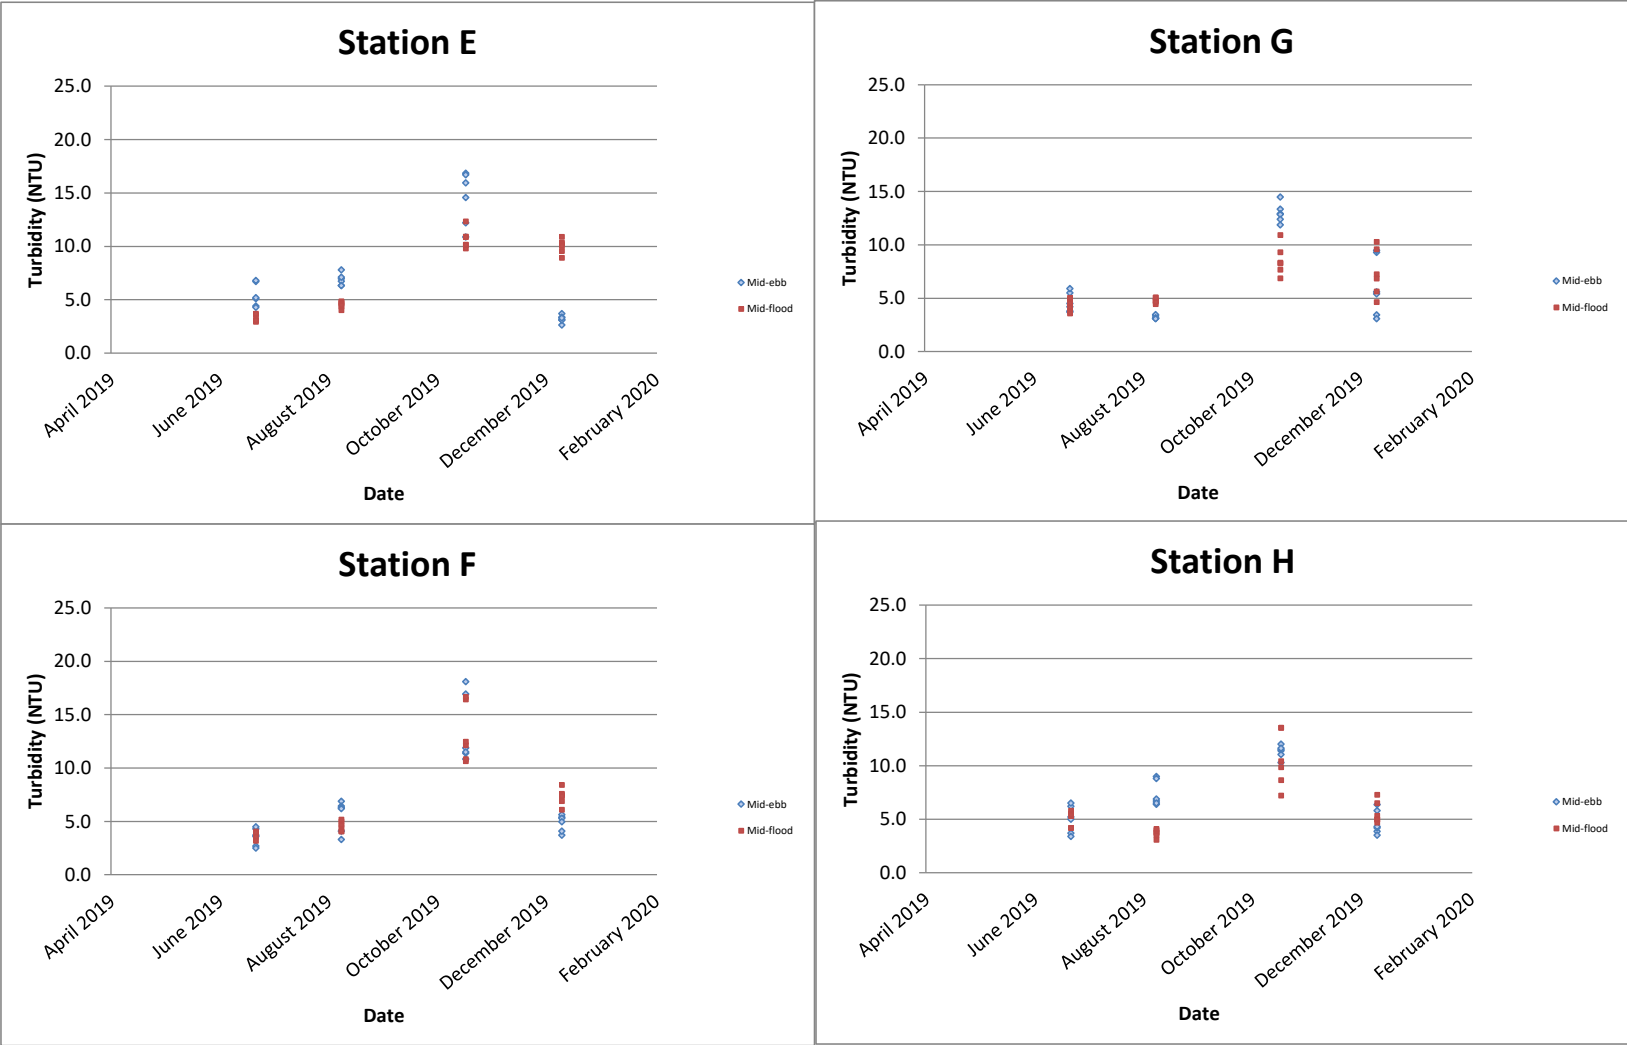 Station E
25.0
20.0
15.0
10.0
5.0
0.0
Turbidity (NTU)
April 2019
June 2019
August 2019
October 2019
December 2019
February 2020
Date
Mid-ebb
Mid-flood
Station G
25.0
20.0
15.0
10.0
5.0
0.0
Turbidity (NTU)
April 2019
June 2019
August 2019
October 2019
December 2019
February 2020
Date
Mid-ebb
Mid-flood
Station F
25.0
20.0
15.0
10.0
5.0
0.0
Turbidity (NTU)
April 2019
June 2019
August 2019
October 2019
December 2019
February 2020
Date
Mid-ebb
Mid-flood
Station H
25.0
20.0
15.0
10.0
5.0
0.0
Turbidity (NTU)
April 2019
June 2019
August 2019
October 2019
December 2019
February 2020
Date
Mid-ebb
Mid-flood